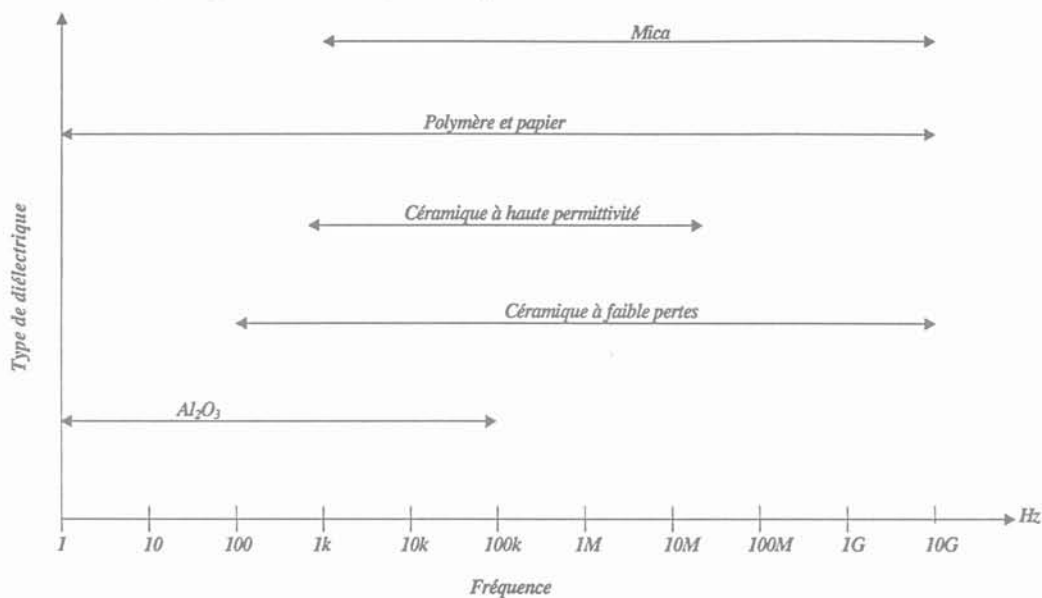 Mica
Polymère et papier
Céramique à haute permittivité
Type de diélectrique
Céramique à faible pertes
Al₂O₃
Hz
1 10 100 1k 10k 100k 1M 10M 100M 1G 10G
Fréquence